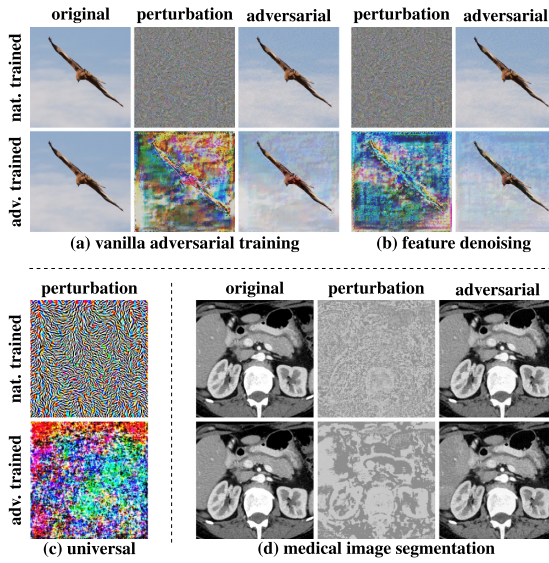 original perturbation adversarial perturbation adversarial
nat. trained
adv. trained
(a) vanilla adversarial training (b) feature denoising
perturbation original perturbation adversarial
nat. trained
adv. trained
(c) universal (d) medical image segmentation